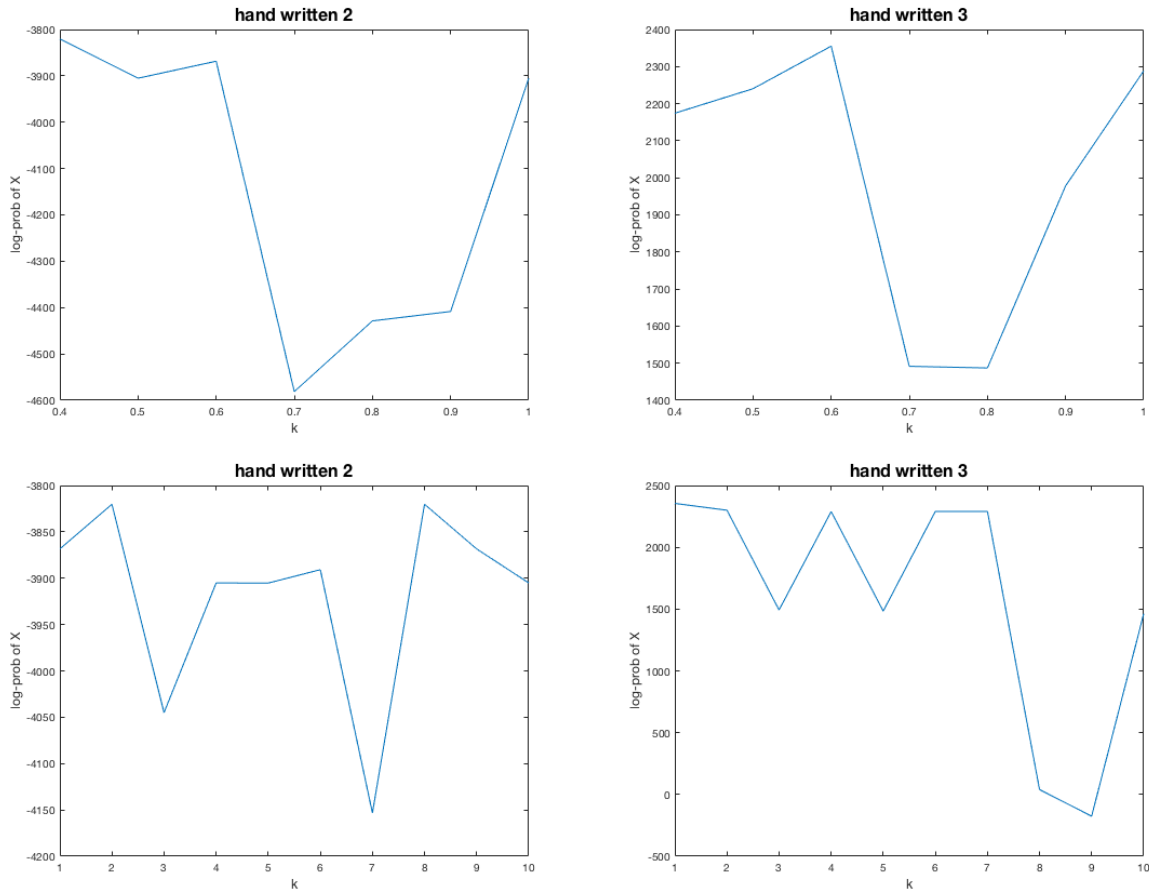 hand written 2
-3800
-3900
-4000
-4100
-4200
-4300
-4400
-4500
-4600
log-prob of X
0.4 0.5 0.6 0.7 0.8 0.9 1
k
hand written 3
2400
2300
2200
2100
2000
1900
1800
1700
1600
1500
1400
log-prob of X
0.4 0.5 0.6 0.7 0.8 0.9 1
k
hand written 2
-3800
-3850
-3900
-3950
-4000
-4050
-4100
-4150
-4200
log-prob of X
1 2 3 4 5 6 7 8 9 10
k
hand written 3
2500
2000
1500
1000
500
0
-500
log-prob of X
1 2 3 4 5 6 7 8 9 10
k